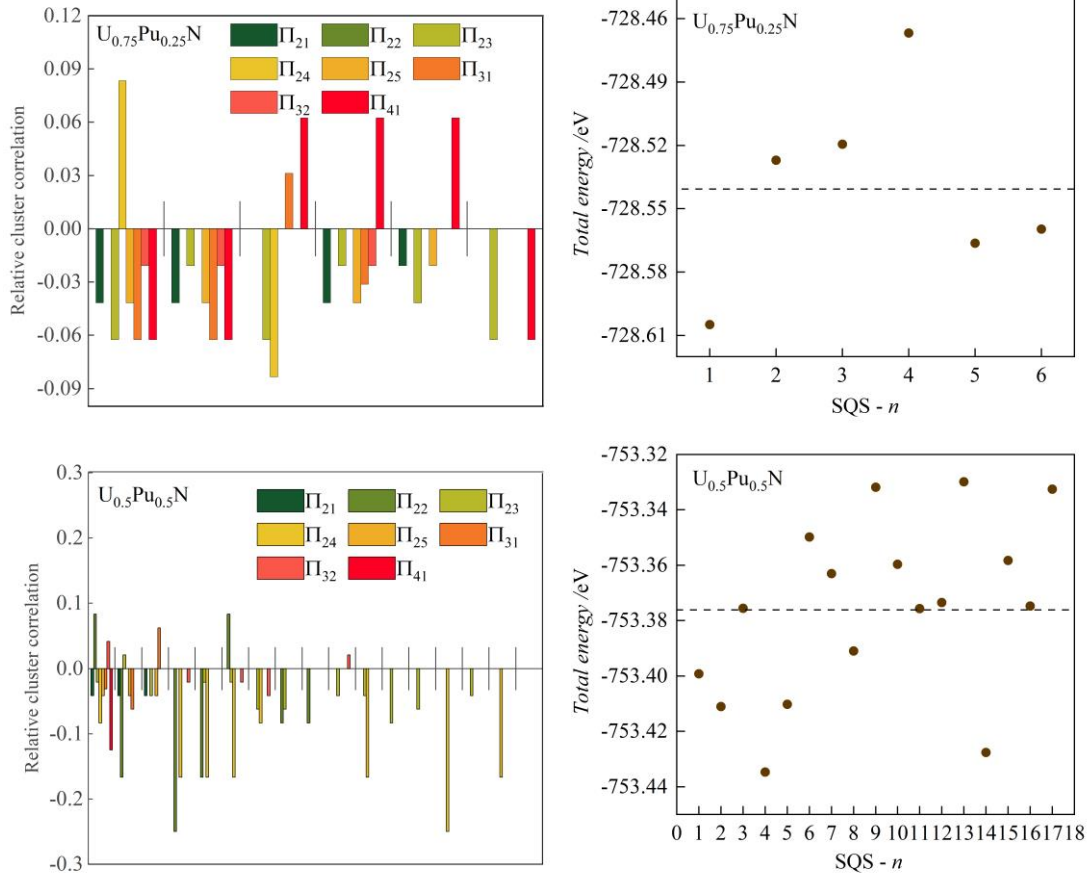 U0.75Pu0.25N
Π21 Π22 Π23
Π24 Π25 Π31
Π32 Π41
0.12
0.09
0.06
0.03
0.00
-0.03
-0.06
-0.09
Relative cluster correlation
U0.75Pu0.25N
-728.46
-728.49
-728.52
-728.55
-728.58
-728.61
Total energy /eV
1 2 3 4 5 6
SQS - n
U0.5Pu0.5N
Π21 Π22 Π23
Π24 Π25 Π31
Π32 Π41
0.3
0.2
0.1
0.0
-0.1
-0.2
-0.3
Relative cluster correlation
U0.5Pu0.5N
-753.32
-753.34
-753.36
-753.38
-753.40
-753.42
-753.44
Total energy /eV
0 1 2 3 4 5 6 7 8 9 10 11 12 13 14 15 16 17 18
SQS - n